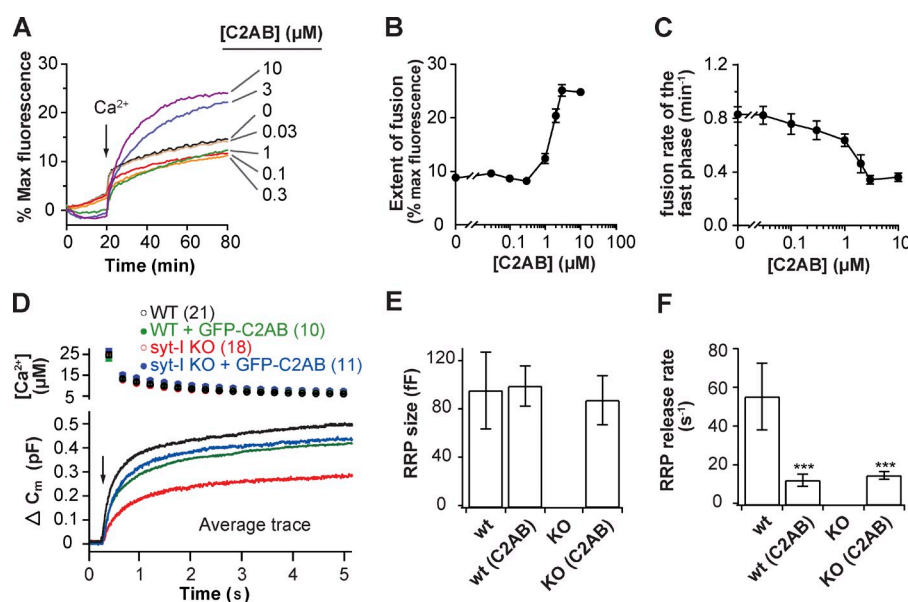 A
[C2AB] (µM)
% Max fluorescence
30
20
10
0
Ca²⁺
10
3
0
0.03
1
0.1
0.3
0 20 40 60 80
Time (min)
B
Extent of fusion
(% max fluorescence)
40
30
20
10
0
0 0.1 1 10 100
[C2AB] (µM)
C
fusion rate of the
fast phase (min⁻¹)
1.2
0.8
0.4
0
0 0.1 1 10
[C2AB] (µM)
D
WT (21)
WT + GFP-C2AB (10)
syt-I KO (18)
syt-I KO + GFP-C2AB (11)
[Ca²⁺]
(µM)
25
15
5
Δ Cm (pF)
0.5
0.4
0.3
0.2
0.1
0
Average trace
0 1 2 3 4 5
Time (s)
E
RRP size (fF)
120
80
40
0
wt
wt (C2AB)
KO
KO (C2AB)
F
RRP release rate
(s⁻¹)
80
60
40
20
0
***
***
wt
wt (C2AB)
KO
KO (C2AB)